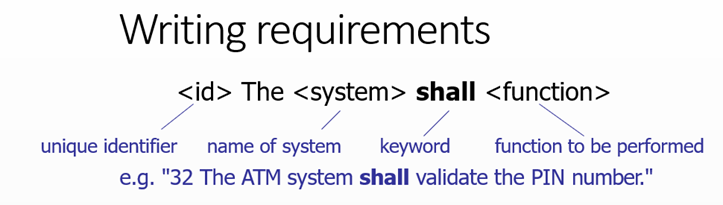 Writing requirements
<id> The <system> shall <function>
unique identifier name of system keyword function to be performed
e.g. "32 The ATM system shall validate the PIN number."